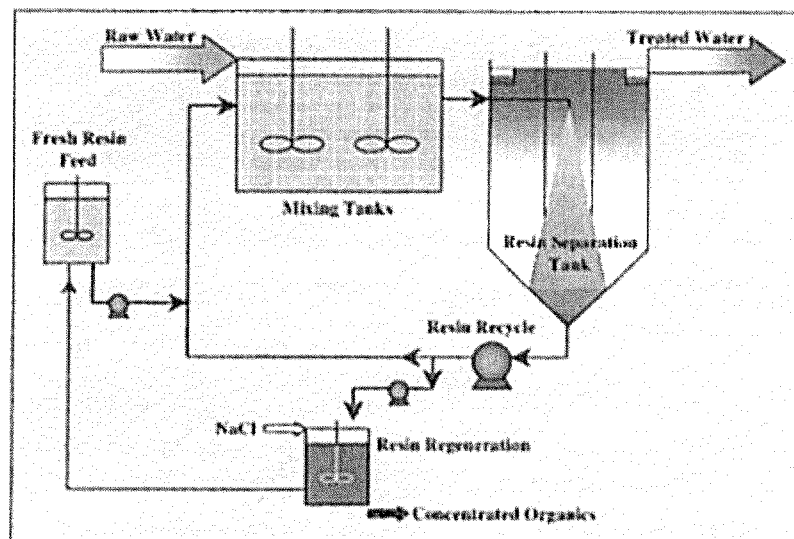 Raw Water
Treated Water
Fresh Resin
Feed
Mixing Tanks
Resin Separation
Tank
Resin Recycle
NaCl
Resin Regeneration
Concentrated Organics